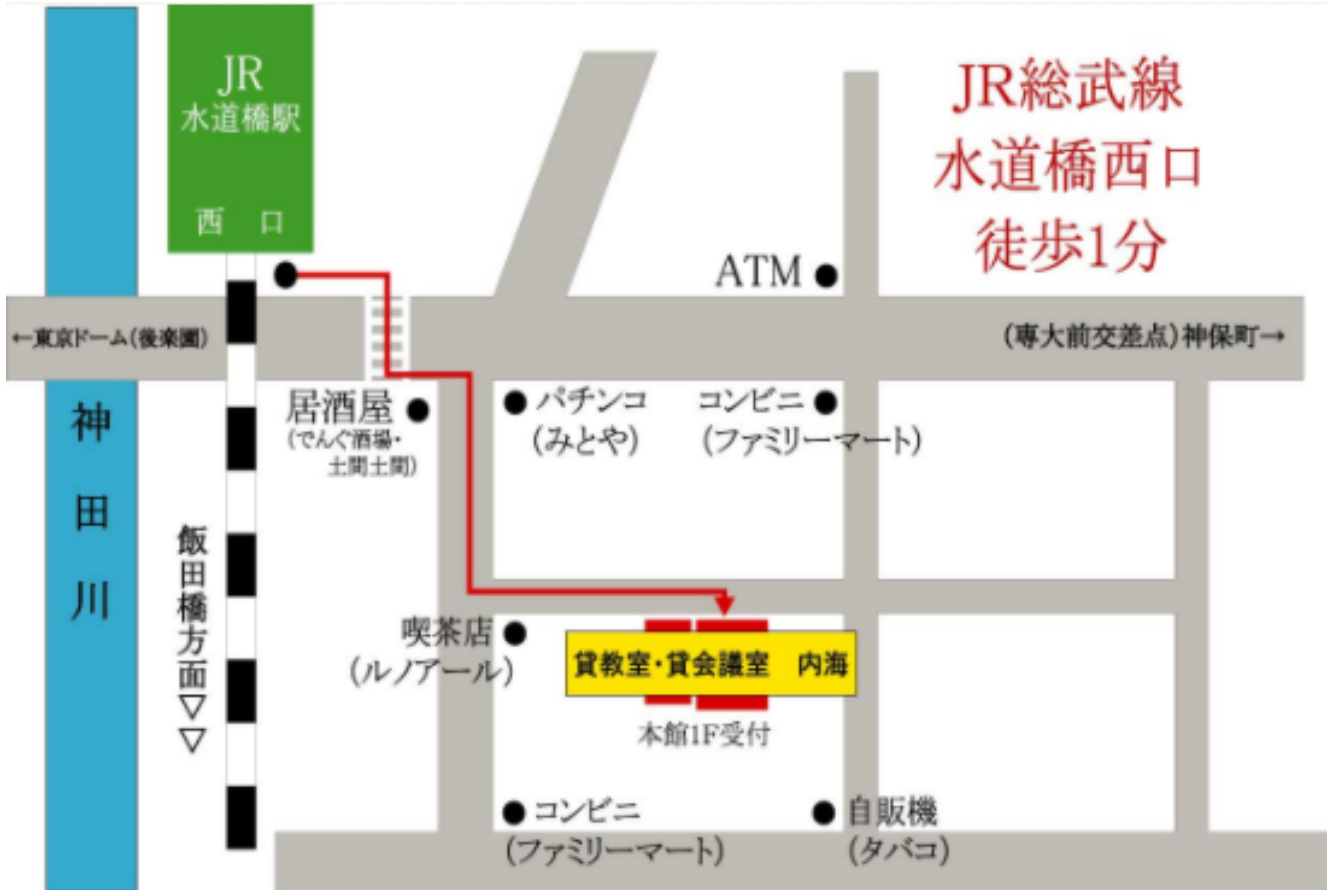 JR
水道橋駅
西 口
JR総武線
水道橋西口
徒歩1分
ATM
←東京ドーム(後楽園)
(専大前交差点)神保町→
神田川
居酒屋
(でんぐ酒場・
土間土間)
パチンコ
(みとや)
コンビニ
(ファミリーマート)
飯田橋方面▽▽
喫茶店
(ルノアール)
貸教室・貸会議室 内海
本館1F受付
コンビニ
(ファミリーマート)
自販機
(タバコ)